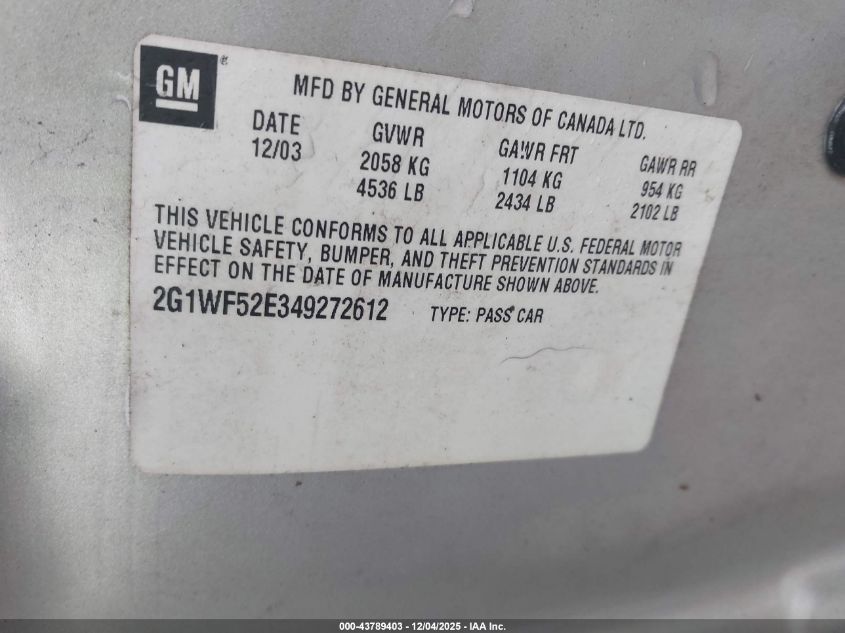 GM
MFD BY GENERAL MOTORS OF CANADA LTD.
DATE GVWR GAWR FRT GAWR RR
12/03 2058 KG 1104 KG 954 KG
4536 LB 2434 LB 2102 LB
THIS VEHICLE CONFORMS TO ALL APPLICABLE U.S. FEDERAL MOTOR
VEHICLE SAFETY, BUMPER, AND THEFT PREVENTION STANDARDS IN
EFFECT ON THE DATE OF MANUFACTURE SHOWN ABOVE.
2G1WF52E349272612 TYPE: PASS CAR
000-43789403 - 12/04/2025 - IAA Inc.